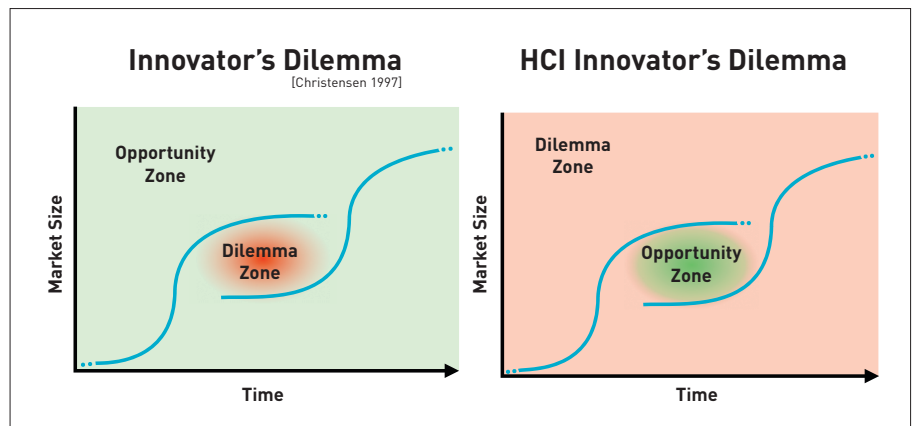 Innovator's Dilemma
[Christensen 1997]
Opportunity
Zone
Dilemma
Zone
Market Size
Time
HCI Innovator's Dilemma
Dilemma
Zone
Opportunity
Zone
Market Size
Time